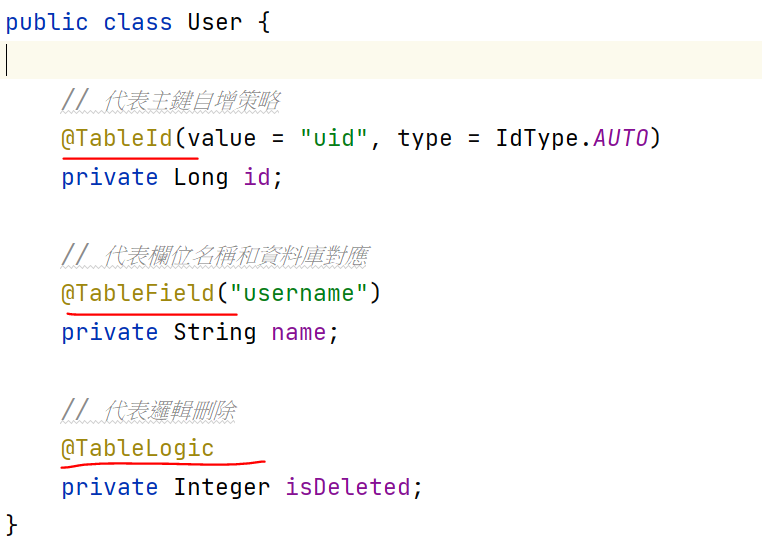 public class User {
// 代表主鍵自增策略
@TableId(value = "uid", type = IdType.AUTO)
private Long id;
// 代表欄位名稱和資料庫對應
@TableField("username")
private String name;
// 代表邏輯刪除
@TableLogic
private Integer isDeleted;
}